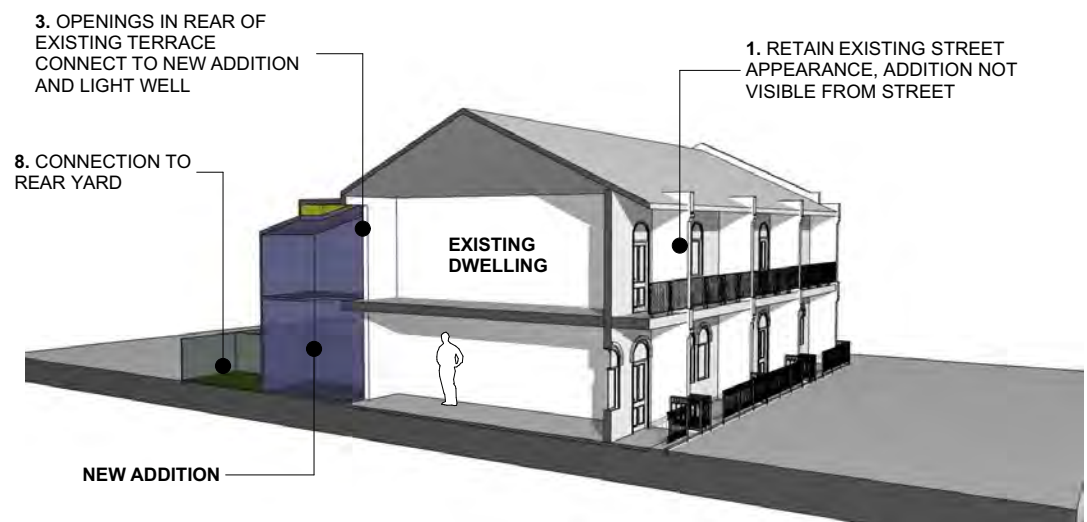 3. OPENINGS IN REAR OF
EXISTING TERRACE
CONNECT TO NEW ADDITION
AND LIGHT WELL
1. RETAIN EXISTING STREET
APPEARANCE, ADDITION NOT
VISIBLE FROM STREET
8. CONNECTION TO
REAR YARD
EXISTING
DWELLING
NEW ADDITION